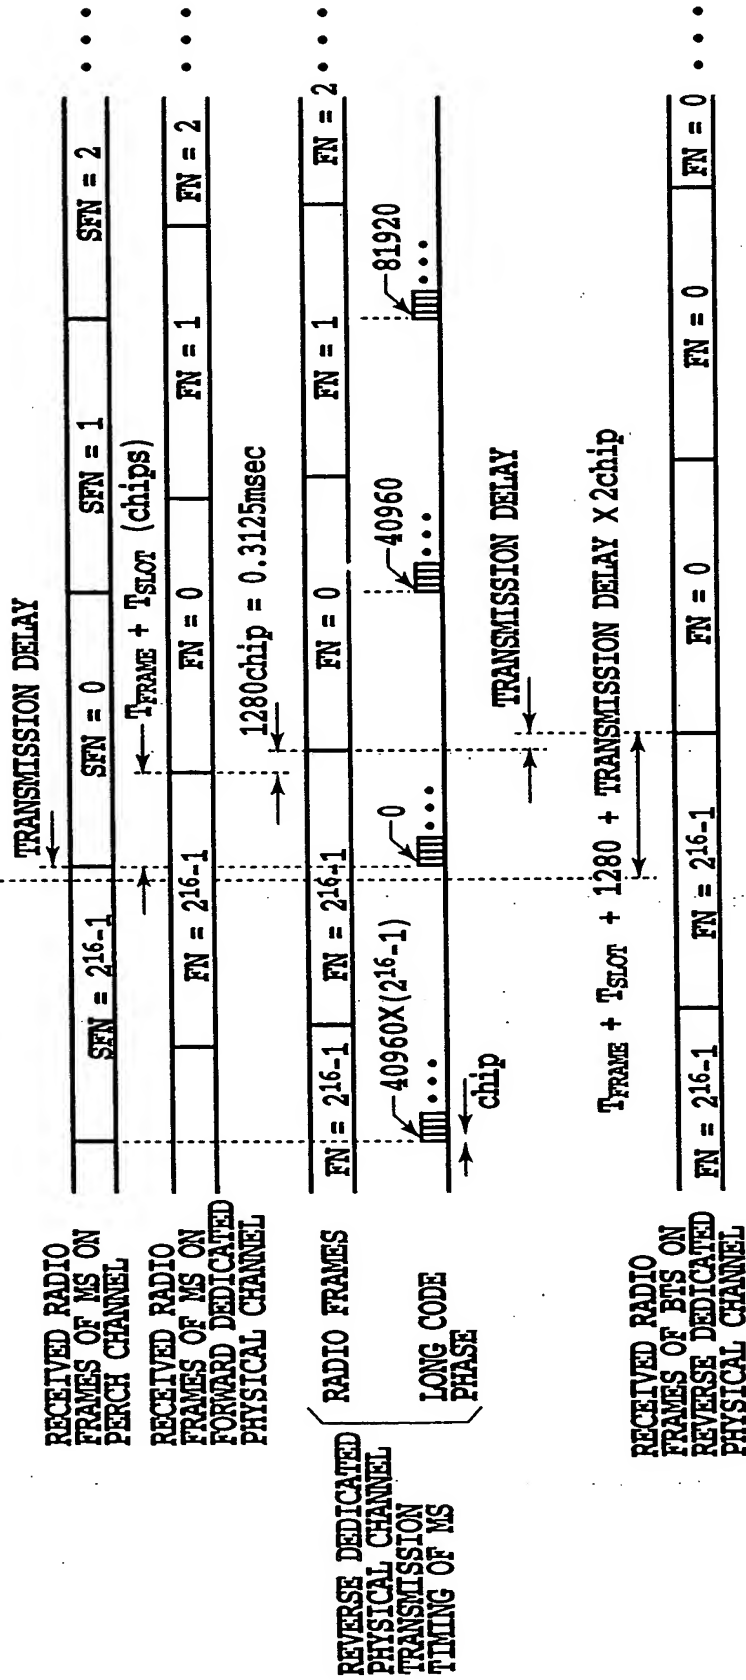 TRANSMISSION DELAY
RECEIVED RADIO
FRAMES OF MS ON
PERCH CHANNEL
SFN = 2¹⁶-1
SFN = 0
SFN = 1
SFN = 2
• • •
TFRAME + TSLOT (chips)
RECEIVED RADIO
FRAMES OF MS ON
FORWARD DEDICATED
PHYSICAL CHANNEL
FN = 2¹⁶-1
FN = 0
FN = 1
FN = 2
• • •
1280chip = 0.3125msec
REVERSE DEDICATED
PHYSICAL CHANNEL
TRANSMISSION
TIMING OF MS
RADIO FRAMES
FN = 2¹⁶-1
FN = 2¹⁶-1
FN = 0
FN = 1
FN = 2
• • •
LONG CODE
PHASE
40960X(2¹⁶-1)
• • •
0
• • •
40960
• • •
81920
• • •
chip
TRANSMISSION DELAY
TFRAME + TSLOT + 1280 + TRANSMISSION DELAY X 2chip
RECEIVED RADIO
FRAMES OF BTS ON
REVERSE DEDICATED
PHYSICAL CHANNEL
FN = 2¹⁶-1
FN = 2¹⁶-1
FN = 0
FN = 0
FN = 0
• • •